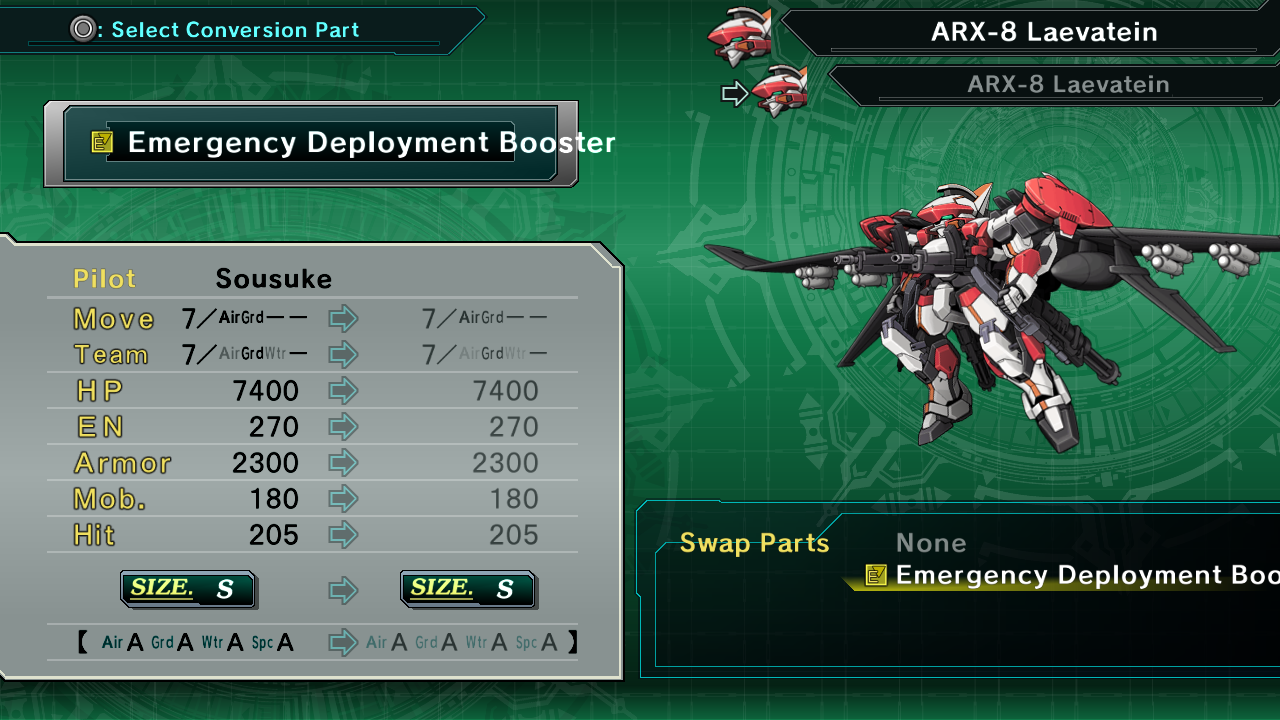 : Select Conversion Part
ARX-8 Laevatein
ARX-8 Laevatein
Emergency Deployment Booster
Pilot Sousuke
Move 7/AirGrd—— 7/AirGrd——
Team 7/AirGrdWtr— 7/AirGrdWtr—
HP 7400 7400
EN 270 270
Armor 2300 2300
Mob. 180 180
Hit 205 205
SIZE. S SIZE. S
【 Air A Grd A Wtr A Spc A Air A Grd A Wtr A Spc A 】
Swap Parts None
Emergency Deployment Boo